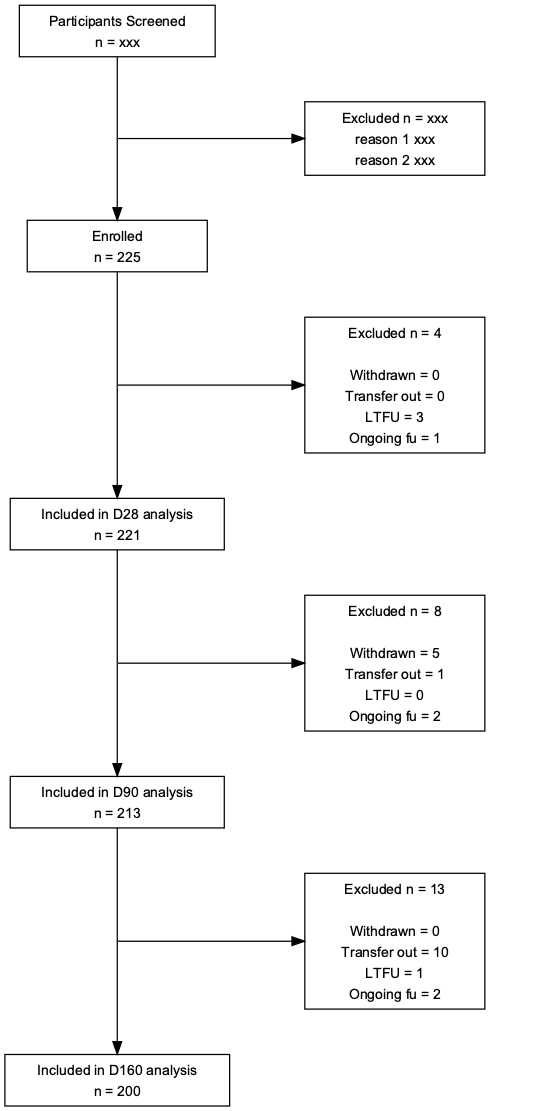 Participants Screened
n = xxx
Excluded n = xxx
reason 1 xxx
reason 2 xxx
Enrolled
n = 225
Excluded n = 4
Withdrawn = 0
Transfer out = 0
LTFU = 3
Ongoing fu = 1
Included in D28 analysis
n = 221
Excluded n = 8
Withdrawn = 5
Transfer out = 1
LTFU = 0
Ongoing fu = 2
Included in D90 analysis
n = 213
Excluded n = 13
Withdrawn = 0
Transfer out = 10
LTFU = 1
Ongoing fu = 2
Included in D160 analysis
n = 200